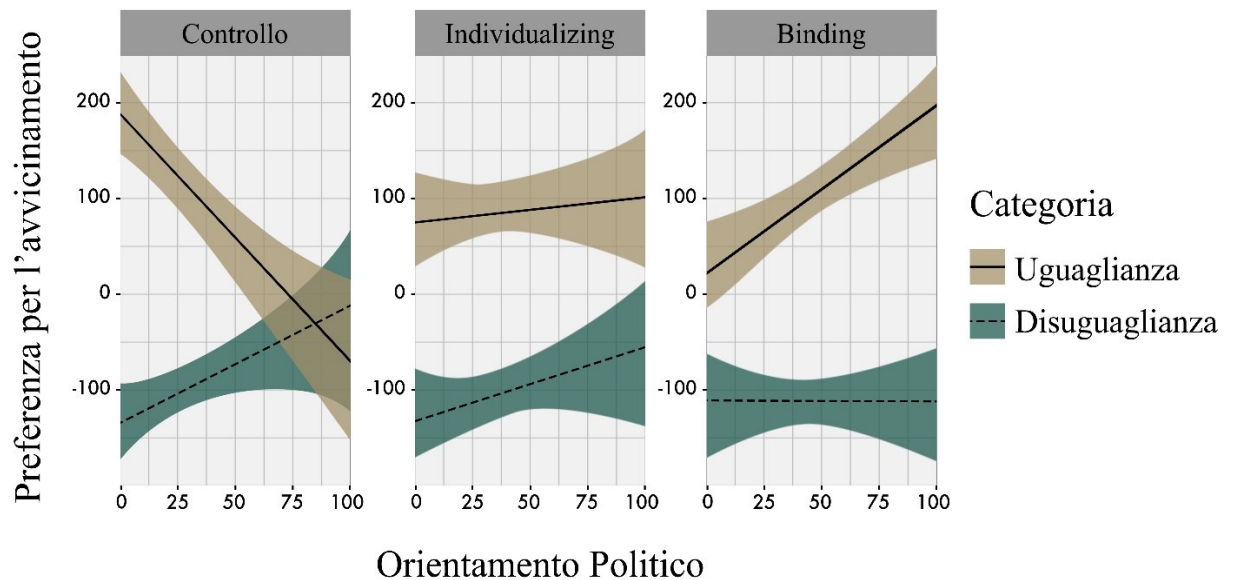 Controllo
Individualizing
Binding
Preferenza per l'avvicinamento
200
100
0
-100
200
100
0
-100
200
100
0
-100
0 25 50 75 100
0 25 50 75 100
0 25 50 75 100
Orientamento Politico
Categoria
Uguaglianza
Disuguaglianza